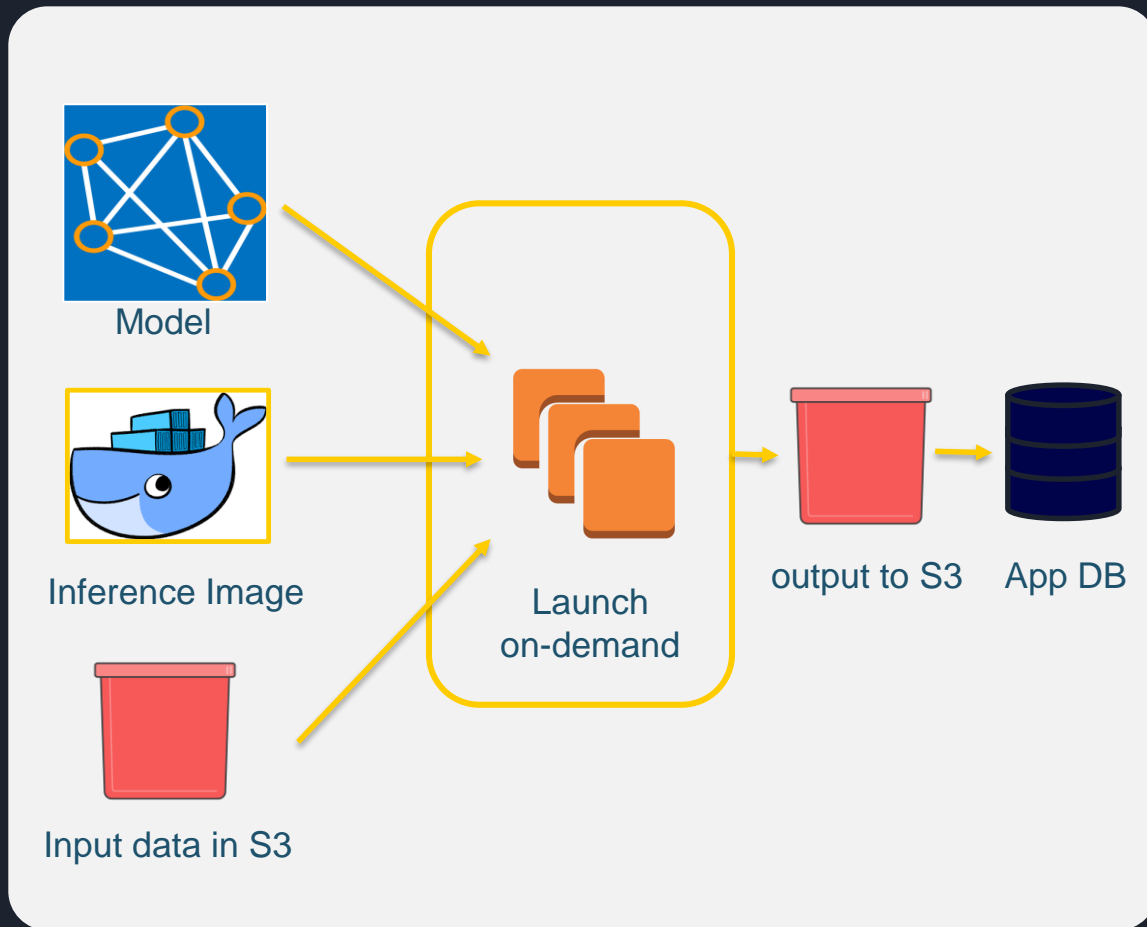 Model
Inference Image
Input data in S3
Launch
on-demand
output to S3
App DB